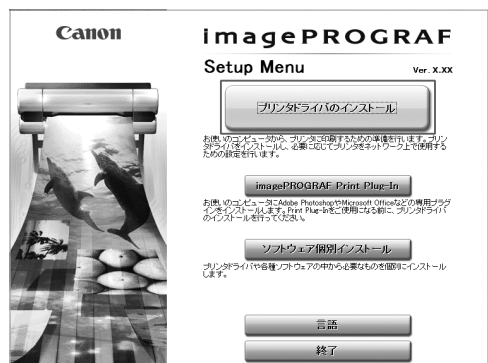 Canon
imagePROGRAF
Setup Menu
Ver. X.XX
プリンタドライバのインストール
お使いのコンピュータから、プリンタに印刷するための準備を行います。プリン
タドライバをインストールし、必要に応じてプリンタをネットワーク上で使用する
ための設定を行います。
imagePROGRAF Print Plug-In
お使いのコンピュータにAdobe PhotoshopやMicrosoft Officeなどの専用プラグ
インをインストールします。Print Plug-Inをご使用になる前に、プリンタドライバ
のインストールを行ってください。
ソフトウェア個別インストール
プリンタドライバや各種ソフトウェアの中から必要なものを個別にインストール
します。
言語
終了